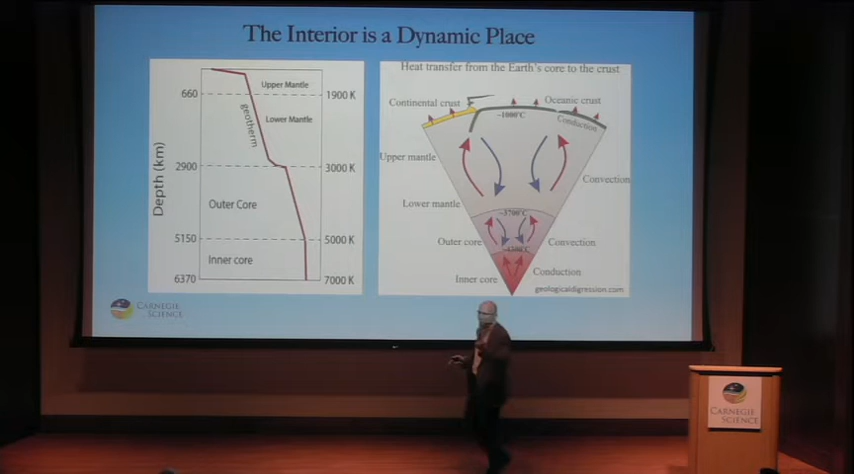 The Interior is a Dynamic Place
Upper Mantle
660
1900 K
geotherm
Lower Mantle
Depth (km)
2900
3000 K
Outer Core
5150
5000 K
Inner core
6370
7000 K
Heat transfer from the Earth's core to the crust
Continental crust
Oceanic crust
~1000°C
Conduction
Upper mantle
Convection
Lower mantle
~3700°C
Outer core
Convection
Inner core
Conduction
geologicaldigression.com
CARNEGIE
SCIENCE
CARNEGIE
SCIENCE